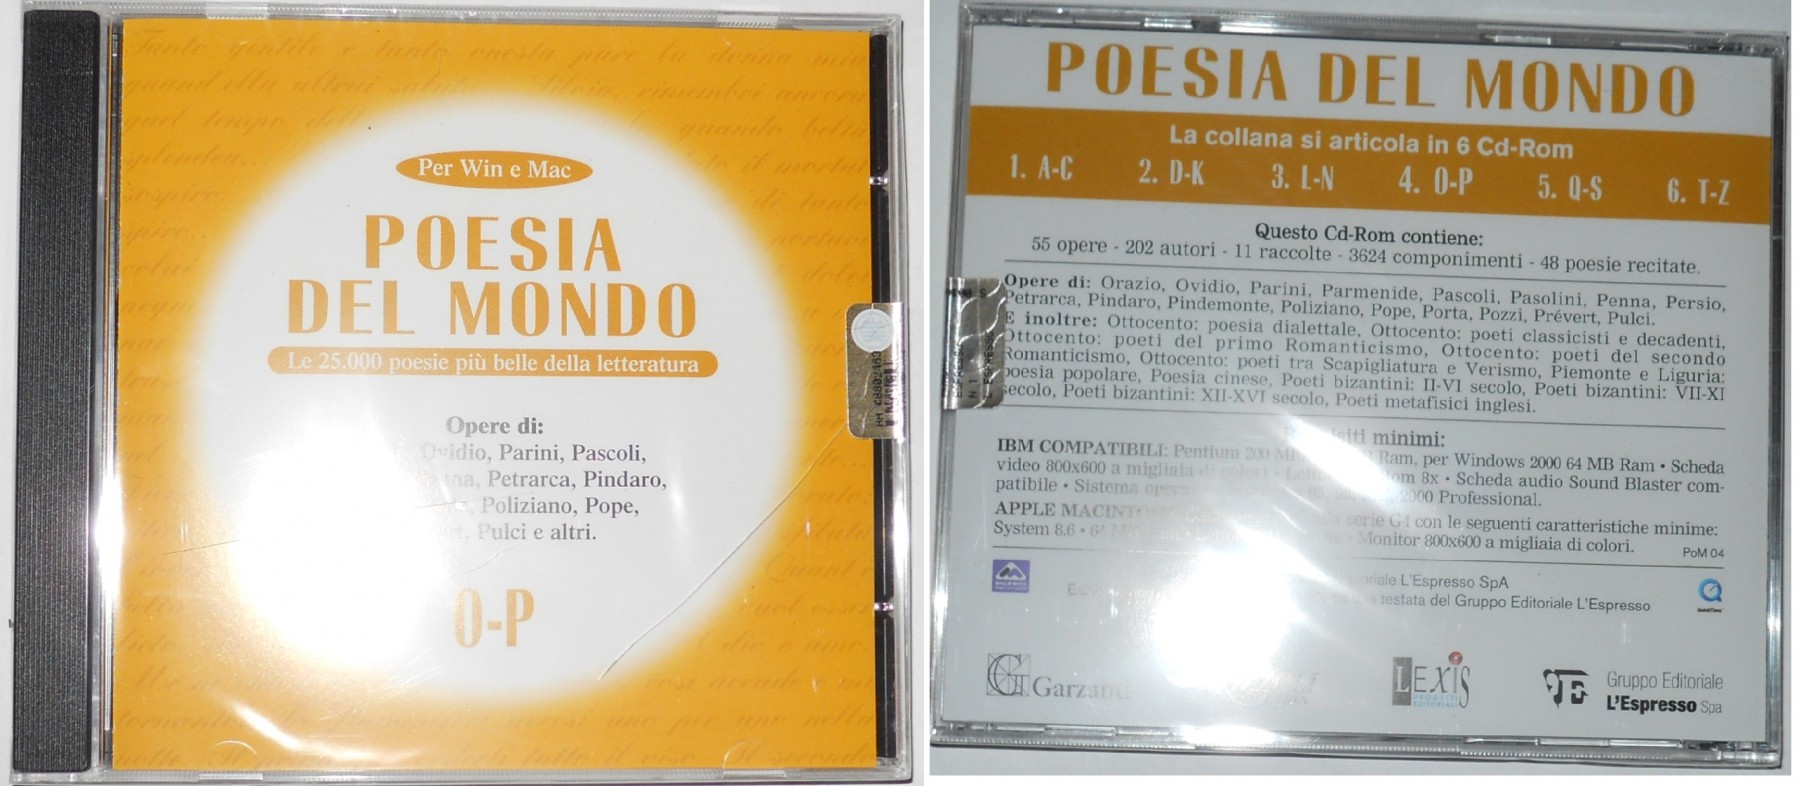 Per Win e Mac
POESIA
DEL MONDO
Le 25.000 poesie più belle della letteratura
Opere di:
Ovidio, Parini, Pascoli,
Petrarca, Pindaro,
Poliziano, Pope,
Pulci e altri.
O-P
POESIA DEL MONDO
La collana si articola in 6 Cd-Rom
1. A-C 2. D-K 3. L-N 4. O-P 5. Q-S 6. T-Z
Questo Cd-Rom contiene:
55 opere - 202 autori - 11 raccolte - 3624 componimenti - 48 poesie recitate.
Opere di: Orazio, Ovidio, Parini, Parmenide, Pascoli, Pasolini, Penna, Persio,
Petrarca, Pindaro, Pindemonte, Poliziano, Pope, Porta, Pozzi, Prévert, Pulci.
E inoltre: Ottocento: poesia dialettale, Ottocento: poeti classicisti e decadenti,
Ottocento: poeti del primo Romanticismo, Ottocento: poeti del secondo
Romanticismo, Ottocento: poeti tra Scapigliatura e Verismo, Piemonte e Liguria:
poesia popolare, Poesia cinese, Poeti bizantini: II-VI secolo, Poeti bizantini: VII-XI
secolo, Poeti bizantini: XII-XVI secolo, Poeti metafisici inglesi.
minimi:
IBM COMPATIBILI: Pentium 200 Ram, per Windows 2000 64 MB Ram • Scheda
video 800x600 a migliaia di colori • 8x • Scheda audio Sound Blaster com-
patibile • Sistema 2000 Professional.
APPLE MACINTOSH serie G4 con le seguenti caratteristiche minime:
System 8.6 • Monitor 800x600 a migliaia di colori.
PoM 04
L'Espresso SpA
testata del Gruppo Editoriale L'Espresso
QuickTime
Garzanti
LEXIS
PROGETTI
EDITORIALI
Gruppo Editoriale
L'Espresso Spa